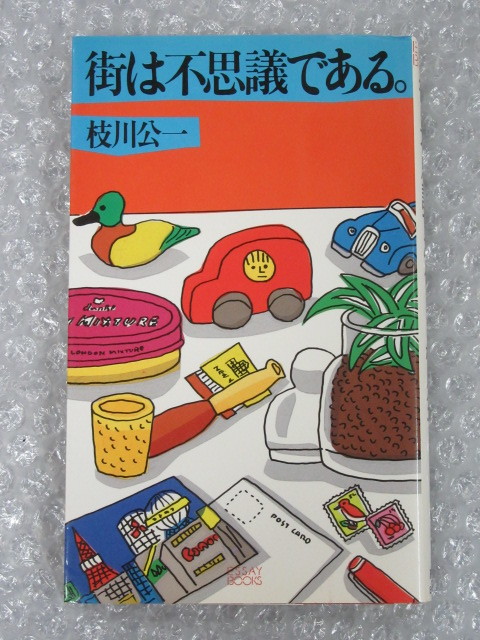 街は不思議である。
枝川公一
MIXTURE
LONDON MIXTURE
NEW Y
POST CARD
ESSAY
BOOKS